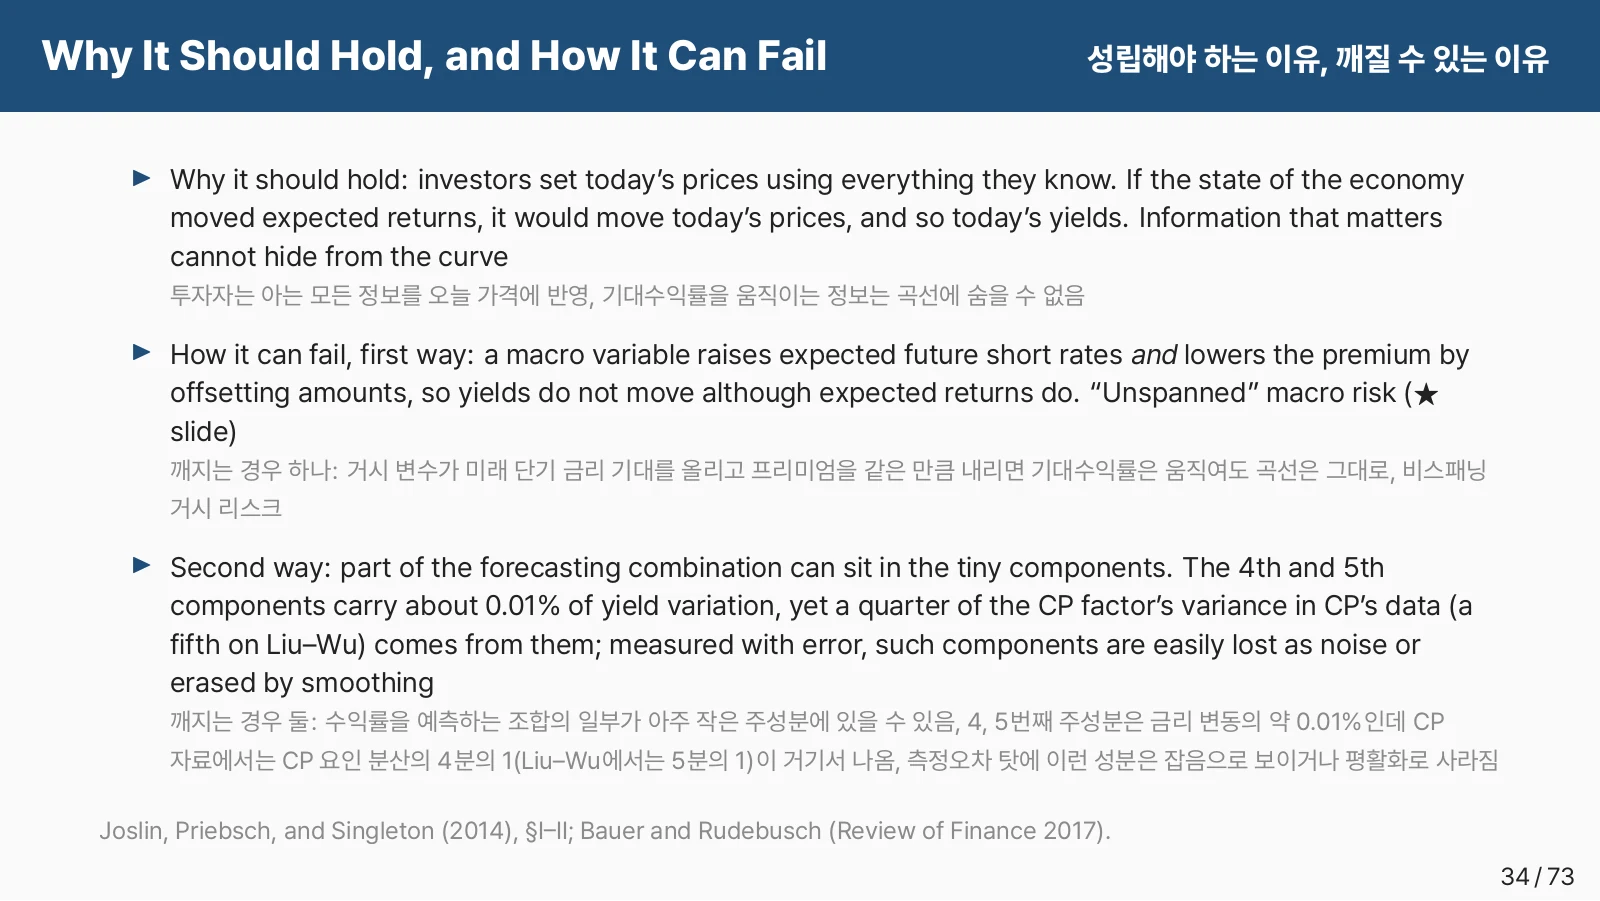 Why It Should Hold, and How It Can Fail
성립해야 하는 이유, 깨질 수 있는 이유
► Why it should hold: investors set today’s prices using everything they know. If the state of the economy
moved expected returns, it would move today’s prices, and so today’s yields. Information that matters
cannot hide from the curve
투자자는 아는 모든 정보를 오늘 가격에 반영, 기대수익률을 움직이는 정보는 곡선에 숨을 수 없음
► How it can fail, first way: a macro variable raises expected future short rates and lowers the premium by
offsetting amounts, so yields do not move although expected returns do. “Unspanned” macro risk (★
slide)
깨지는 경우 하나: 거시 변수가 미래 단기 금리 기대를 올리고 프리미엄을 같은 만큼 내리면 기대수익률은 움직여도 곡선은 그대로, 비스패닝
거시 리스크
► Second way: part of the forecasting combination can sit in the tiny components. The 4th and 5th
components carry about 0.01% of yield variation, yet a quarter of the CP factor’s variance in CP’s data (a
fifth on Liu–Wu) comes from them; measured with error, such components are easily lost as noise or
erased by smoothing
깨지는 경우 둘: 수익률을 예측하는 조합의 일부가 아주 작은 주성분에 있을 수 있음, 4, 5번째 주성분은 금리 변동의 약 0.01%인데 CP
자료에서는 CP 요인 분산의 4분의 1(Liu–Wu에서는 5분의 1)이 거기서 나옴, 측정오차 탓에 이런 성분은 잡음으로 보이거나 평활화로 사라짐
Joslin, Priebsch, and Singleton (2014), §I–II; Bauer and Rudebusch (Review of Finance 2017).
34 / 73